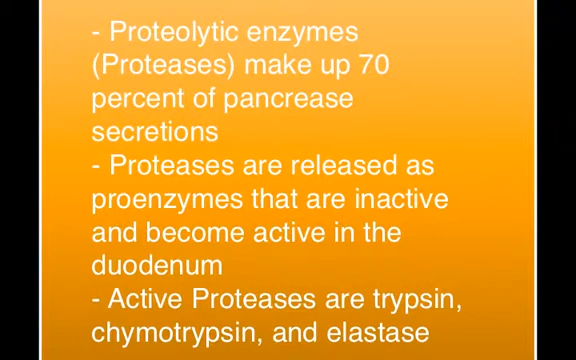 - Proteolytic enzymes
(Proteases) make up 70
percent of pancrease
secretions
- Proteases are released as
proenzymes that are inactive
and become active in the
duodenum
- Active Proteases are trypsin,
chymotrypsin, and elastase